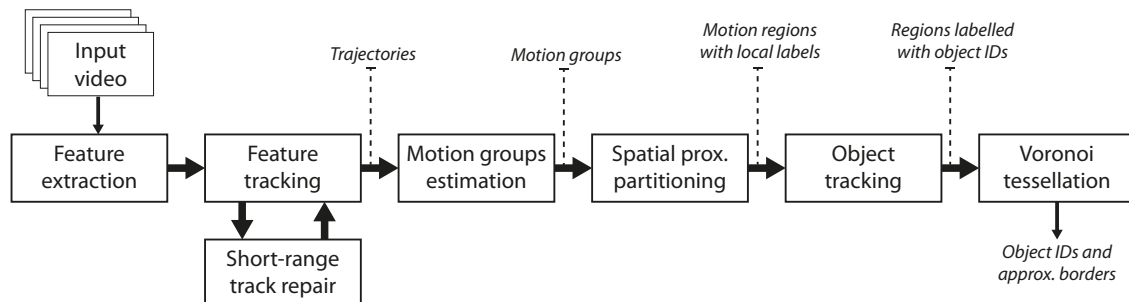 Input
video
Trajectories
Motion groups
Motion regions
with local labels
Regions labelled
with object IDs
Feature
extraction
Feature
tracking
Motion groups
estimation
Spatial prox.
partitioning
Object
tracking
Voronoi
tessellation
Short-range
track repair
Object IDs and
approx. borders